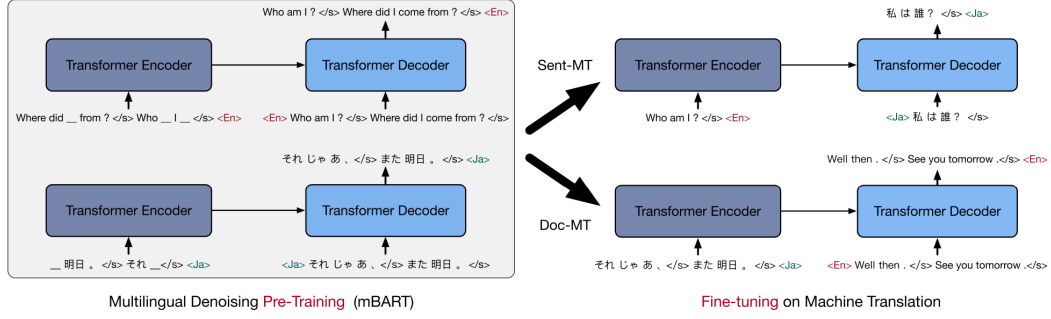 Who am I ? </s> Where did I come from ? </s> <En>
Transformer Encoder
Transformer Decoder
Where did __ from ? </s> Who __ I __ </s> <En>
<En> Who am I ? </s> Where did I come from ? </s>
それ じゃ あ 、 </s> また 明日 。 </s> <Ja>
Transformer Encoder
Transformer Decoder
__ 明日 。 </s> それ __</s> <Ja>
<Ja> それ じゃ あ 、 </s> また 明日 。 </s>
Multilingual Denoising Pre-Training (mBART)
Sent-MT
Doc-MT
私 は 誰 ? </s> <Ja>
Transformer Encoder
Transformer Decoder
Who am I ? </s> <En>
<Ja> 私 は 誰 ? </s>
Well then . </s> See you tomorrow .</s> <En>
Transformer Encoder
Transformer Decoder
それ じゃ あ 、 </s> また 明日 。 </s> <Ja>
<En> Well then . </s> See you tomorrow .</s>
Fine-tuning on Machine Translation